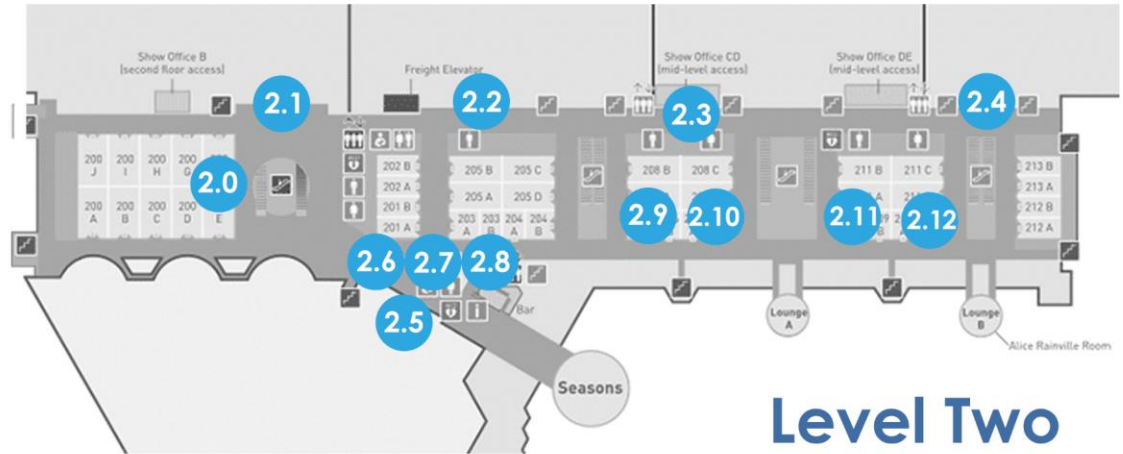 Show Office B
(second floor access)
Freight Elevator
Show Office CD
(mid-level access)
Show Office DE
(mid-level access)
2.1
2.2
2.3
2.4
200 J
200 I
200 H
200 G
200
2.0
200 A
200 B
200 C
200 D
E
202 B
202 A
201 B
201 A
205 B
205 C
205 A
205 D
203 A
203 B
204 A
204 B
208 B
208 C
2.9
2.10
211 B
211 C
2.11
2.12
213 B
213 A
212 B
212 A
2.6
2.7
2.8
2.5
Bar
Lounge A
Lounge B
Alice Rainville Room
Seasons
Level Two